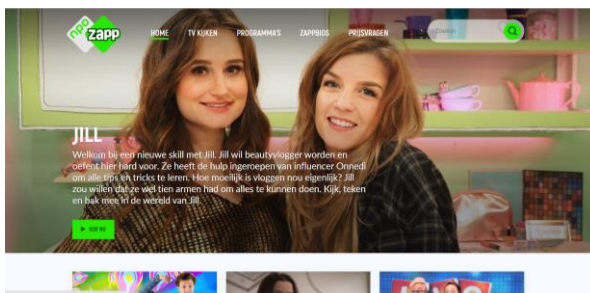 npo
zapp
HOME
TV KIJKEN
PROGRAMMA'S
ZAPPBIOS
PRIJSVRAGEN
Zoeken
JILL
Welkom bij een nieuwe skill met Jill. Jill wil beautyvlogger worden en
oefent hier hard voor. Ze heeft de hulp ingeroepen van influencer Onnedi
om alle tips en tricks te leren. Hoe moeilijk is vloggen nou eigenlijk? Jill
zou willen dat ze wel tien armen had om alles te kunnen doen. Kijk, teken
en bak mee in de wereld van Jill.
KIJK NU